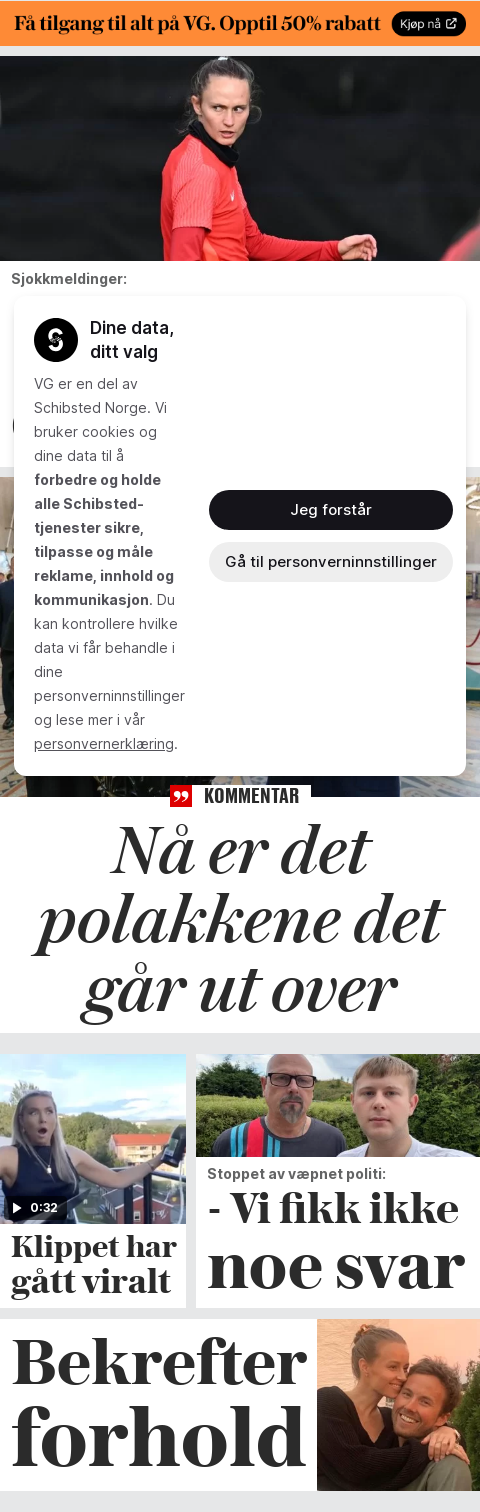 Få tilgang til alt på VG. Opptil 50% rabatt
Kjøp nå
Sjokkmeldinger:
Dine data,
ditt valg
VG er en del av
Schibsted Norge. Vi
bruker cookies og
dine data til å
forbedre og holde
alle Schibsted-
tjenester sikre,
tilpasse og måle
reklame, innhold og
kommunikasjon. Du
kan kontrollere hvilke
data vi får behandle i
dine
personverninnstillinger
og lese mer i vår
personvernerklæring.
Jeg forstår
Gå til personverninnstillinger
KOMMENTAR
Nå er det
polakkene det
går ut over
0:32
Klippet har
gått viralt
Stoppet av væpnet politi:
- Vi fikk ikke
noe svar
Bekrefter
forhold